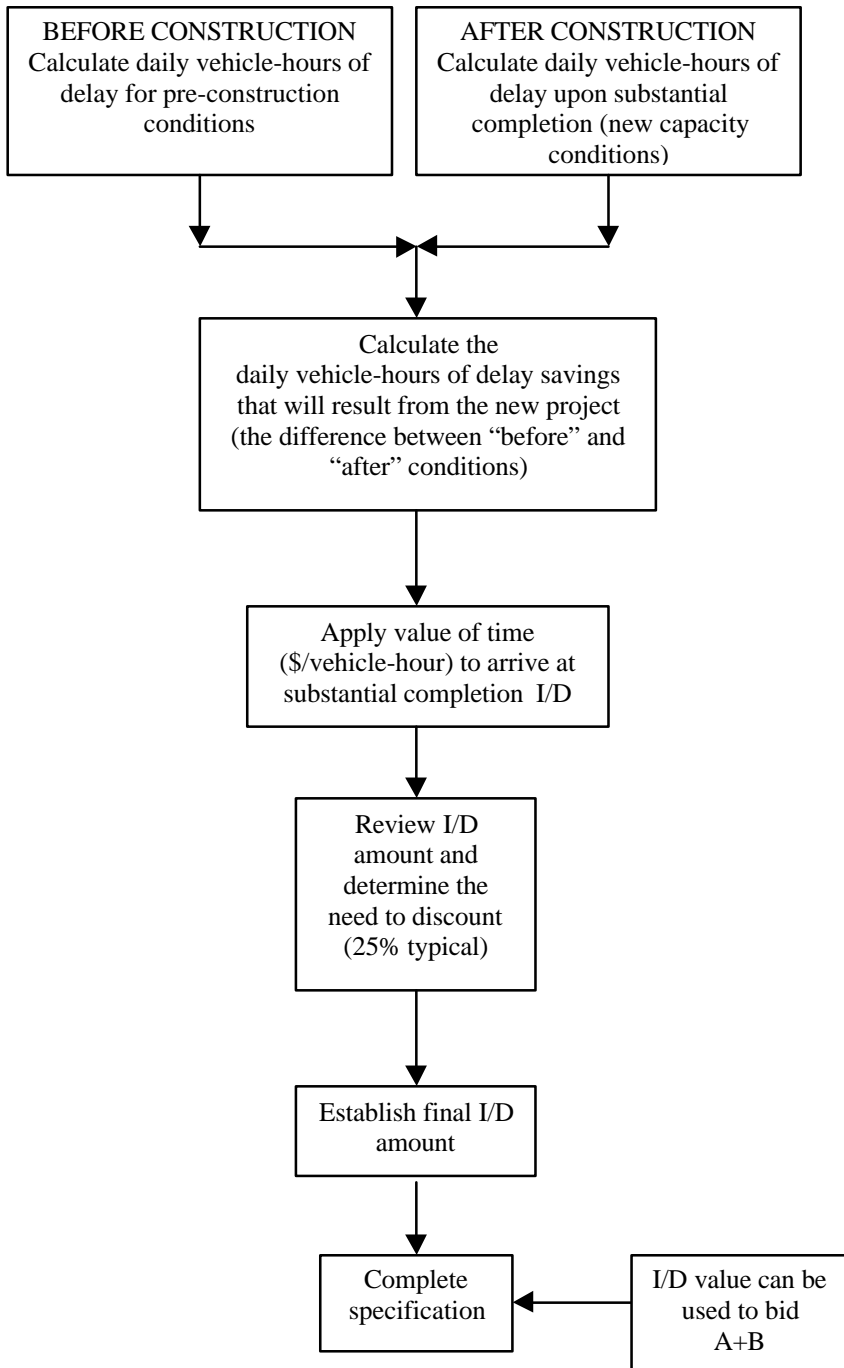 BEFORE CONSTRUCTION
Calculate daily vehicle-hours of
delay for pre-construction
conditions
AFTER CONSTRUCTION
Calculate daily vehicle-hours of
delay upon substantial
completion (new capacity
conditions)
Calculate the
daily vehicle-hours of delay savings
that will result from the new project
(the difference between “before” and
“after” conditions)
Apply value of time
($/vehicle-hour) to arrive at
substantial completion I/D
Review I/D
amount and
determine the
need to discount
(25% typical)
Establish final I/D
amount
Complete
specification
I/D value can be
used to bid
A+B